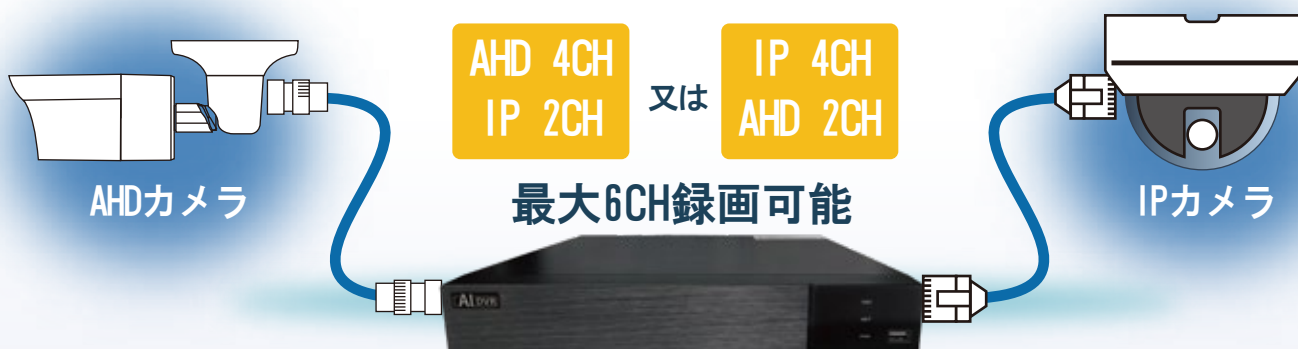 AHD 4CH
IP 2CH
又は
IP 4CH
AHD 2CH
AHDカメラ
最大6CH録画可能
IPカメラ
AI DVR